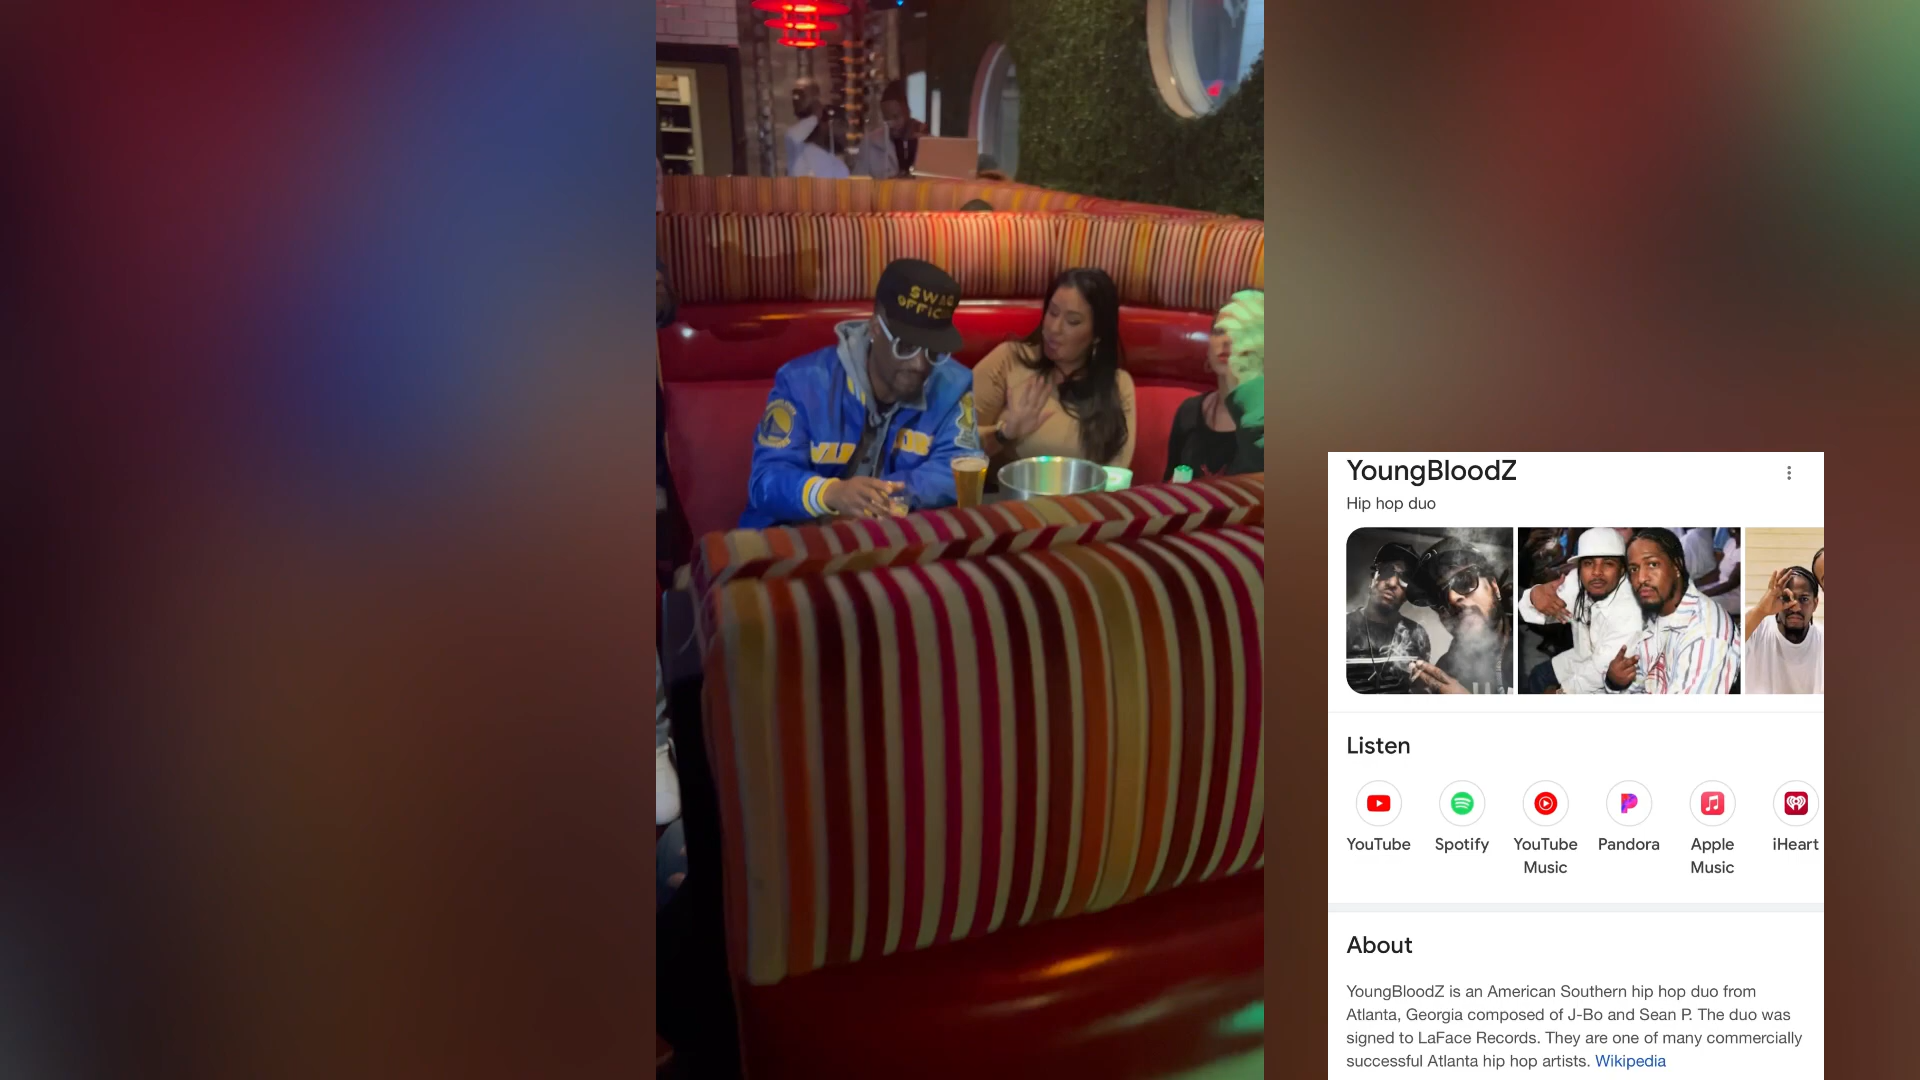 SWAG
OFFIC
YoungBloodZ
Hip hop duo
Listen
YouTube
Spotify
YouTube
Music
Pandora
Apple
Music
iHeart
About
YoungBloodZ is an American Southern hip hop duo from
Atlanta, Georgia composed of J-Bo and Sean P. The duo was
signed to LaFace Records. They are one of many commercially
successful Atlanta hip hop artists. Wikipedia